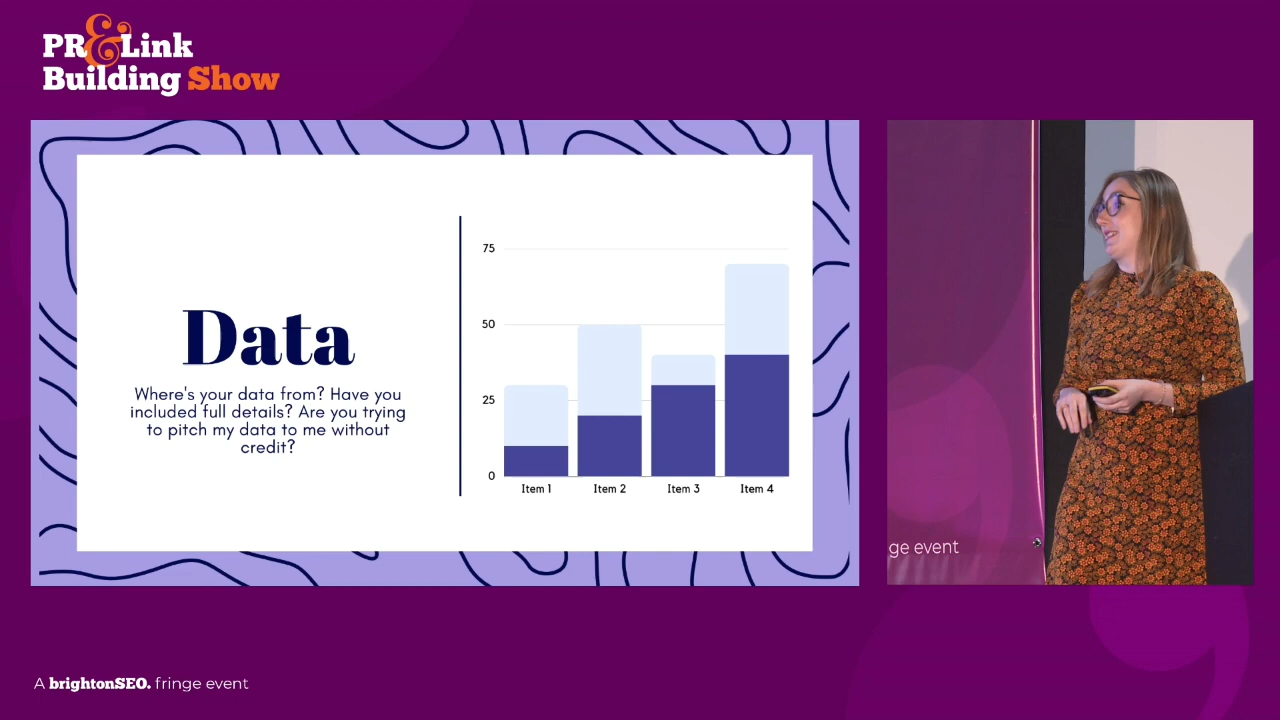 PR&Link
Building Show
Data
Where's your data from? Have you
included full details? Are you trying
to pitch my data to me without
credit?
75
50
25
0
Item 1
Item 2
Item 3
Item 4
ge event
A brightonSEO. fringe event